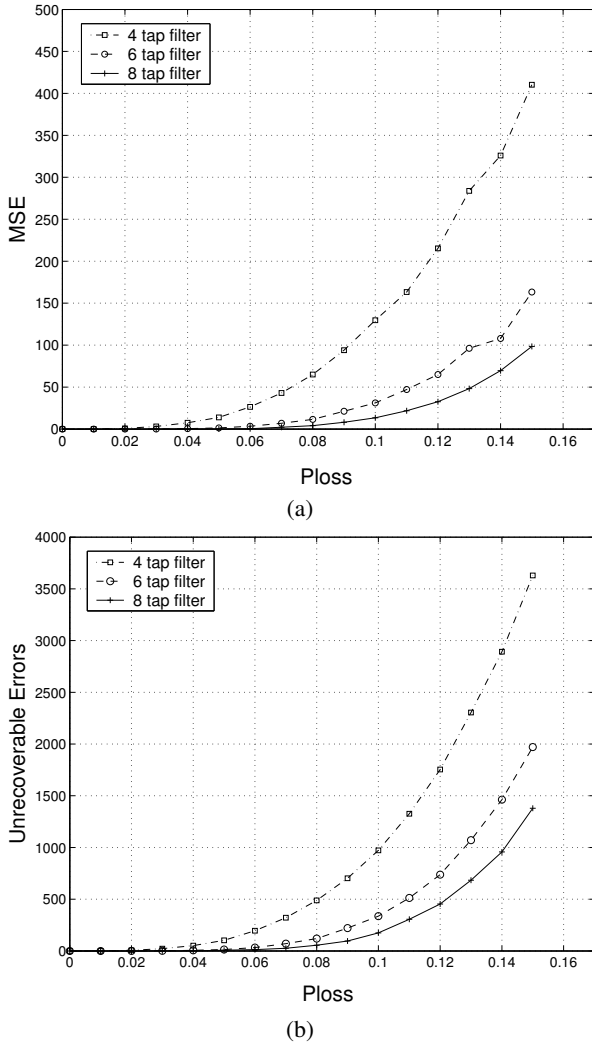 500
450
400
350
300
250
200
150
100
50
0
MSE
4 tap filter
6 tap filter
8 tap filter
0 0.02 0.04 0.06 0.08 0.1 0.12 0.14 0.16
Ploss
(a)
4000
3500
3000
2500
2000
1500
1000
500
0
Unrecoverable Errors
4 tap filter
6 tap filter
8 tap filter
0 0.02 0.04 0.06 0.08 0.1 0.12 0.14 0.16
Ploss
(b)